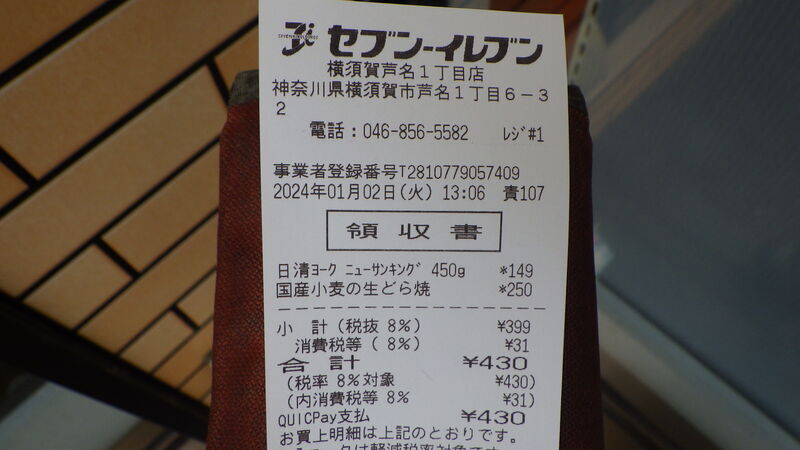 セブン-イレブン
横須賀芦名1丁目店
神奈川県横須賀市芦名1丁目6-3
2
電話:046-856-5582 レジ#1
事業者登録番号T2810779057409
2024年01月02日(火) 13:06 責107
領収書
日清ヨーク ニューサンキング 450g *149
国産小麦の生どら焼 *250
小 計(税抜 8%) ¥399
消費税等( 8%) ¥31
合 計 ¥430
(税率 8%対象 ¥430)
(内消費税等 8% ¥31)
QUICPay支払 ¥430
お買上明細は上記のとおりです。